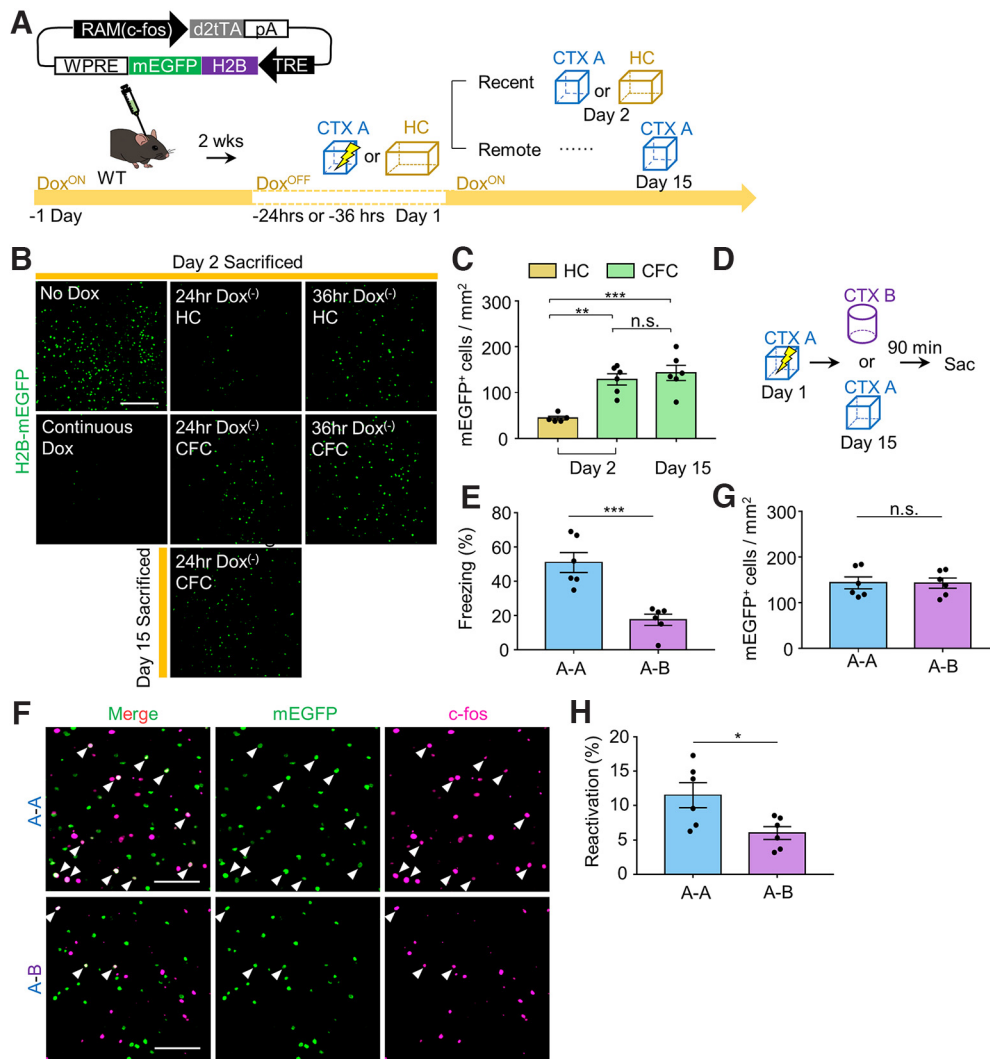 A
RAM(c-fos) d2tTA pA
WPRE mEGFP H2B TRE
WT
2 wks
CTX A or HC
Recent
CTX A or HC
Day 2
Remote ······
CTX A
Day 15
Dox^ON Dox^OFF Dox^ON
-1 Day -24hrs or -36 hrs Day 1
B
Day 2 Sacrificed
H2B-mEGFP
No Dox
24hr Dox^(-)
HC
36hr Dox^(-)
HC
Continuous
Dox
24hr Dox^(-)
CFC
36hr Dox^(-)
CFC
Day 15 Sacrificed
24hr Dox^(-)
CFC
C
HC CFC
***
**
n.s.
mEGFP⁺ cells / mm²
300
200
100
0
Day 2 Day 15
D
CTX A
Day 1
CTX B
or
CTX A
Day 15
90 min
Sac
E
***
Freezing (%)
80
60
40
20
0
A-A A-B
G
n.s.
mEGFP⁺ cells / mm²
300
200
100
0
A-A A-B
F
Merge mEGFP c-fos
A-A
A-B
H
*
Reactivation (%)
20
15
10
5
0
A-A A-B